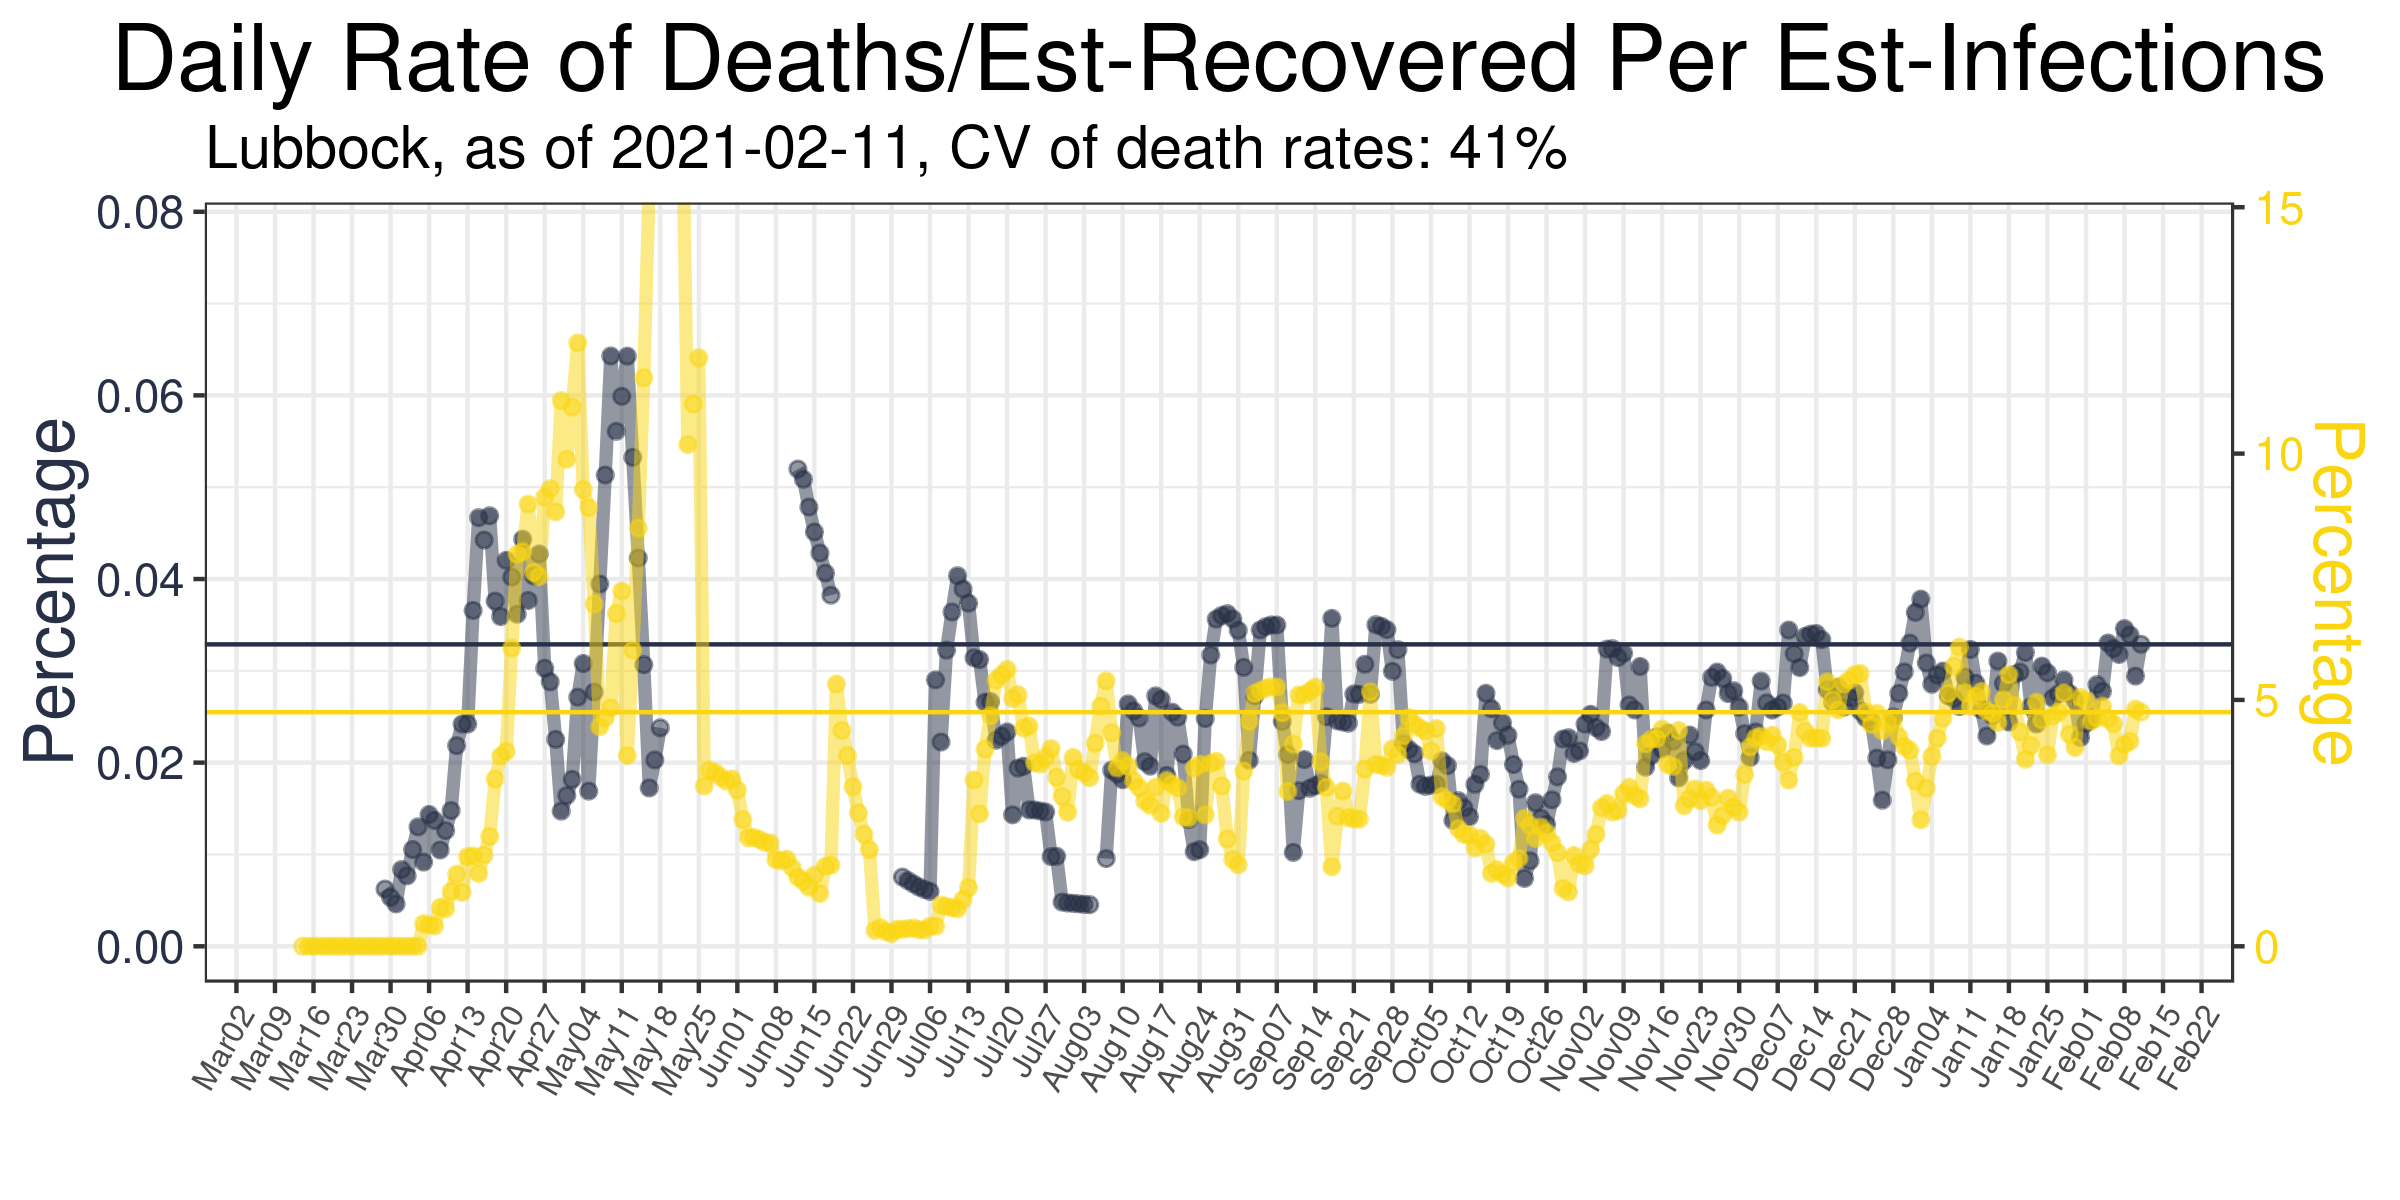 Daily Rate of Deaths/Est-Recovered Per Est-Infections
Lubbock, as of 2021-02-11, CV of death rates: 41%
Percentage
0.08
0.06
0.04
0.02
0.00
15
10
5
0
Percentage
Mar02 Mar09 Mar16 Mar23 Mar30 Apr06 Apr13 Apr20 Apr27 May04 May11 May18 May25 Jun01 Jun08 Jun15 Jun22 Jun29 Jul06 Jul13 Jul20 Jul27 Aug03 Aug10 Aug17 Aug24 Aug31 Sep07 Sep14 Sep21 Sep28 Oct05 Oct12 Oct19 Oct26 Nov02 Nov09 Nov16 Nov23 Nov30 Dec07 Dec14 Dec21 Dec28 Jan04 Jan11 Jan18 Jan25 Feb01 Feb08 Feb15 Feb22